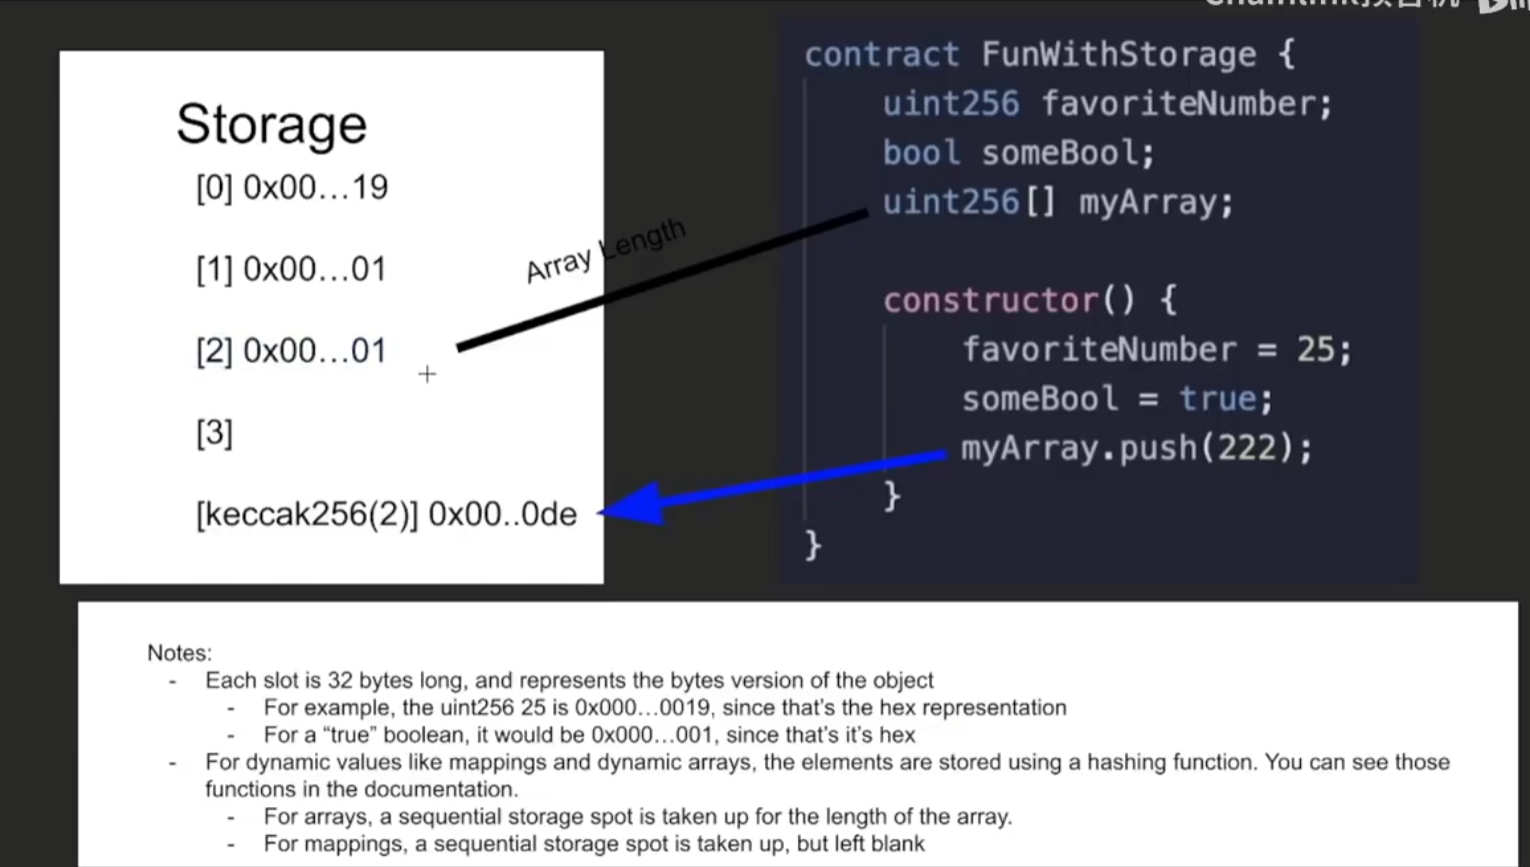 Storage
[0] 0x00...19
[1] 0x00...01
[2] 0x00...01
[3]
[keccak256(2)] 0x00..0de
Array Length
contract FunWithStorage {
uint256 favoriteNumber;
bool someBool;
uint256[] myArray;
constructor() {
favoriteNumber = 25;
someBool = true;
myArray.push(222);
}
}
Notes:
- Each slot is 32 bytes long, and represents the bytes version of the object
- For example, the uint256 25 is 0x000...0019, since that's the hex representation
- For a “true” boolean, it would be 0x000...001, since that's it's hex
- For dynamic values like mappings and dynamic arrays, the elements are stored using a hashing function. You can see those
functions in the documentation.
- For arrays, a sequential storage spot is taken up for the length of the array.
- For mappings, a sequential storage spot is taken up, but left blank